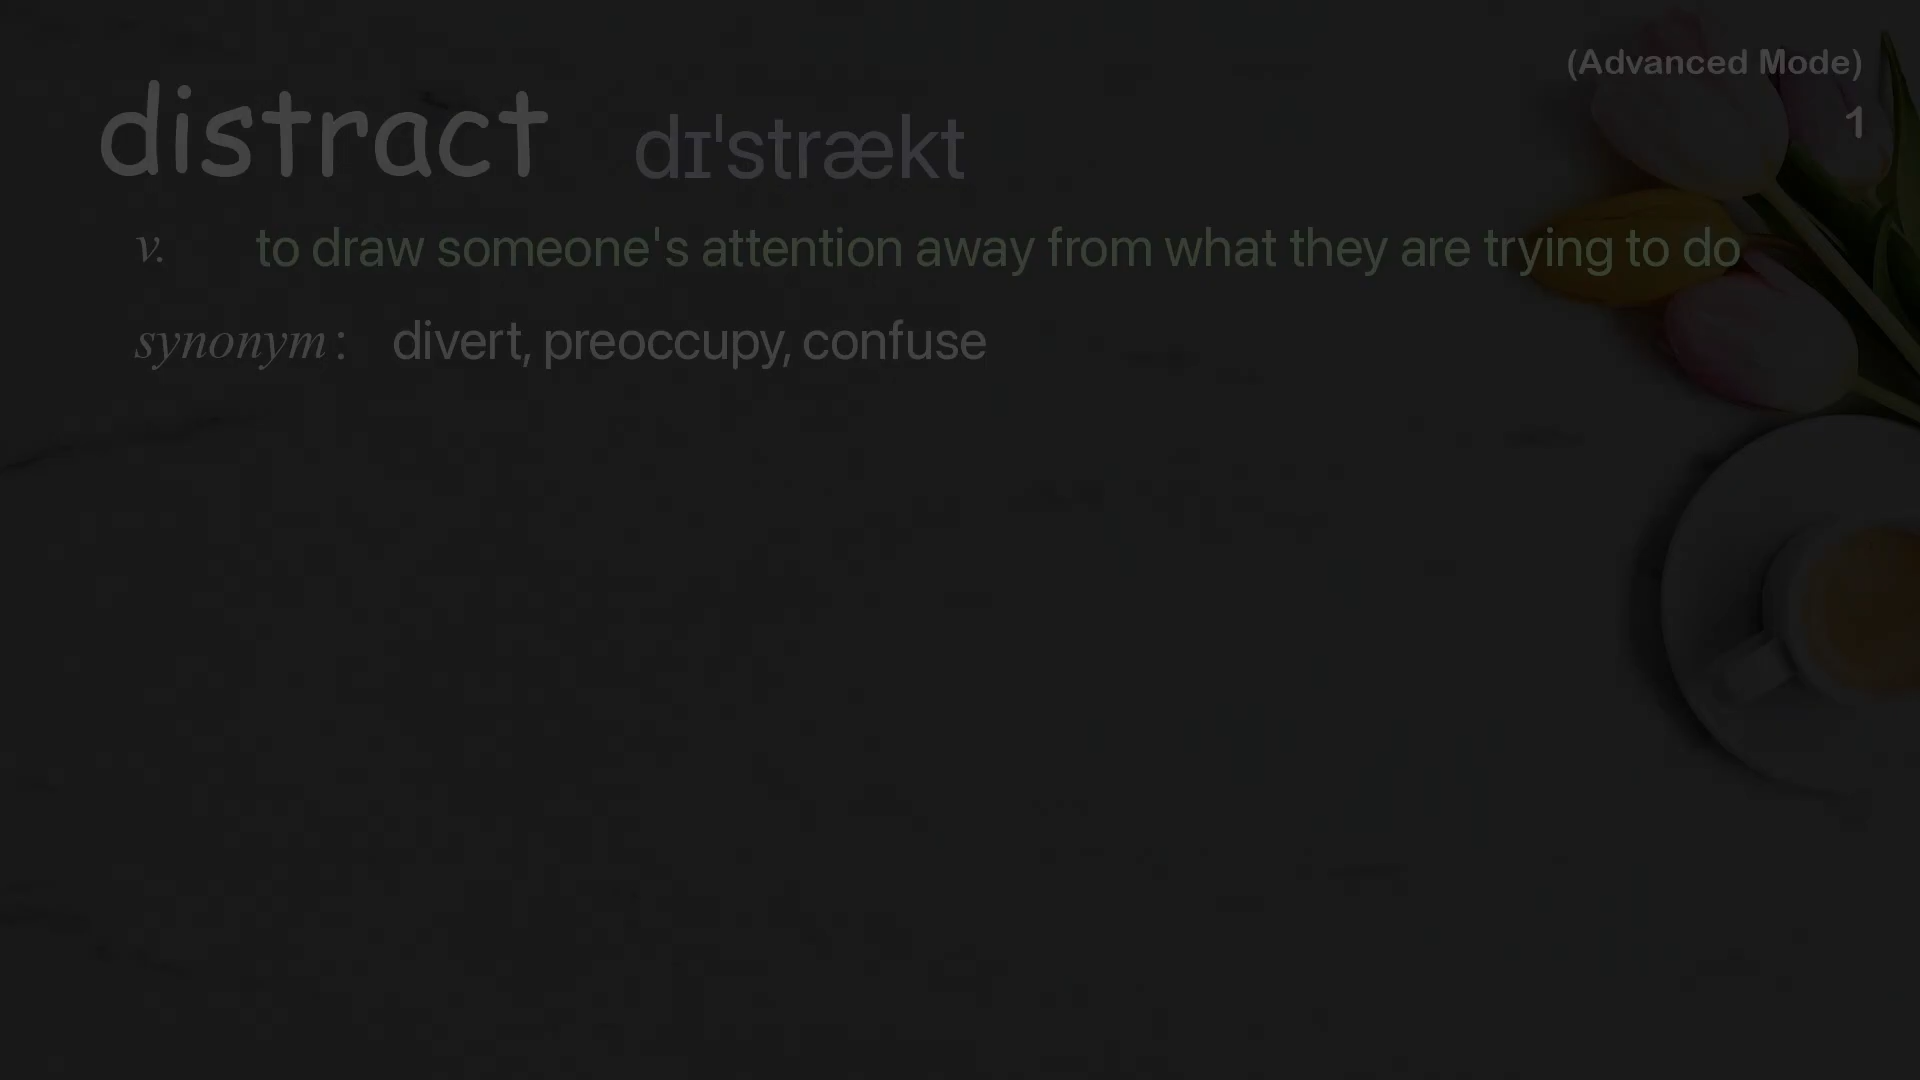 (Advanced Mode)
1
distract dɪˈstrækt
v. to draw someone's attention away from what they are trying to do
synonym : divert, preoccupy, confuse